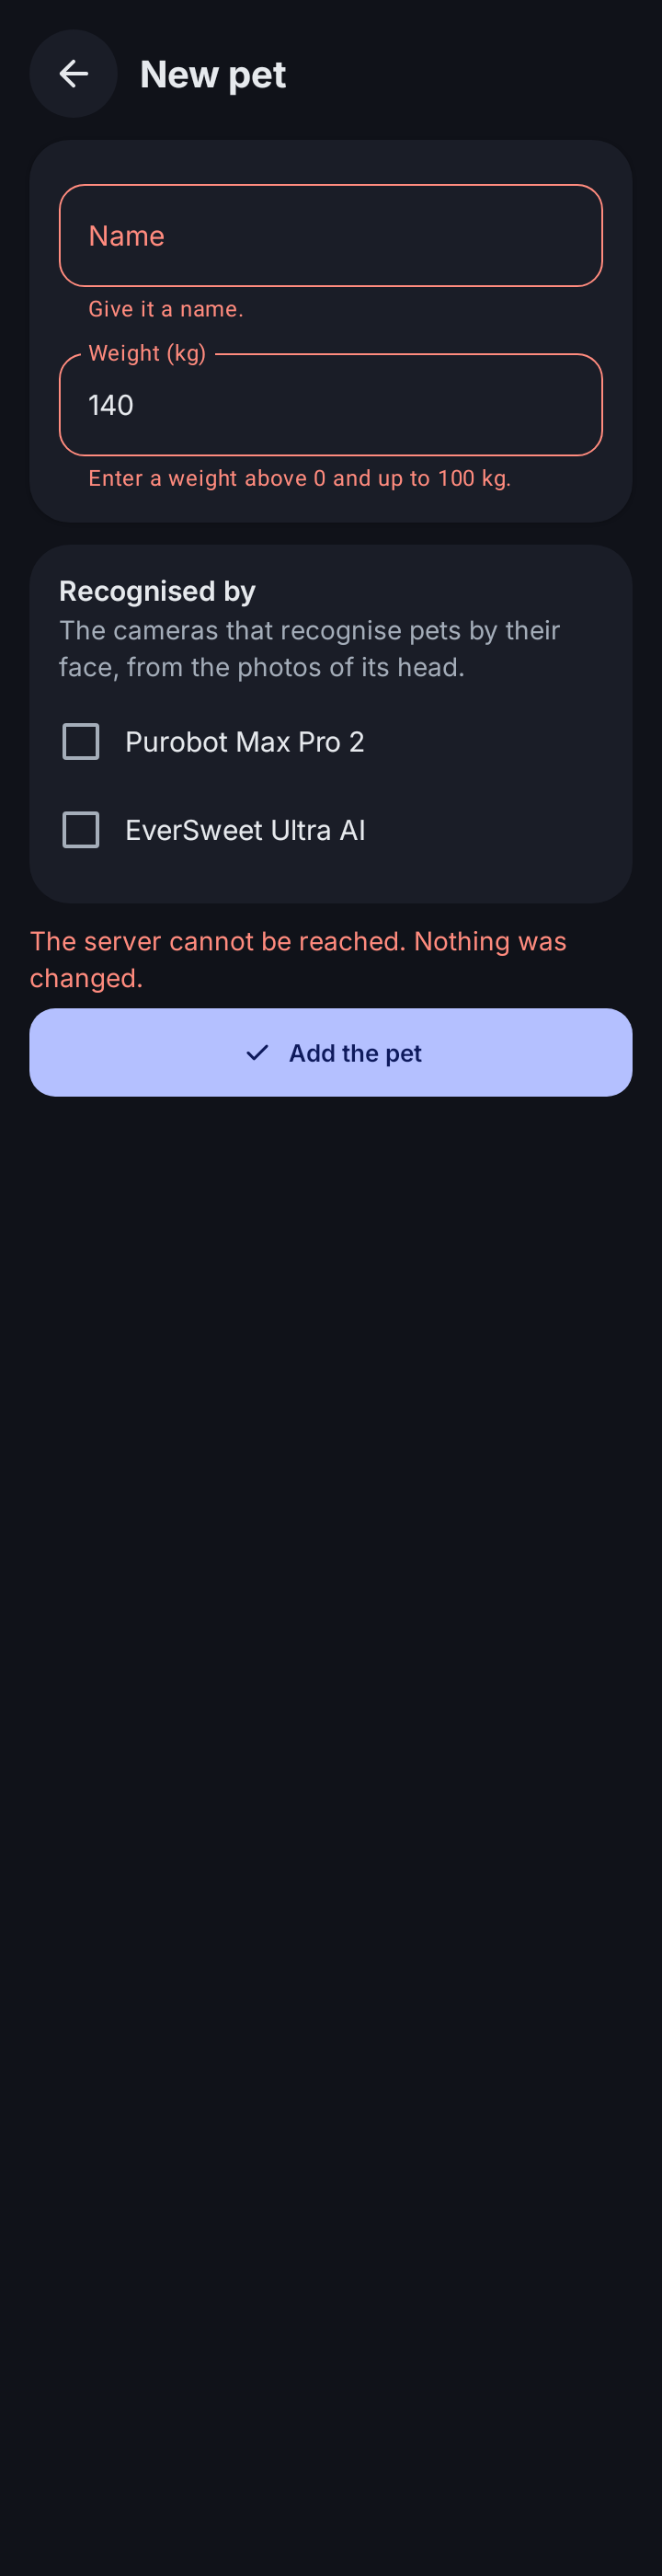 New pet
Name
Give it a name.
Weight (kg)
140
Enter a weight above 0 and up to 100 kg.
Recognised by
The cameras that recognise pets by their
face, from the photos of its head.
Purobot Max Pro 2
EverSweet Ultra AI
The server cannot be reached. Nothing was
changed.
Add the pet